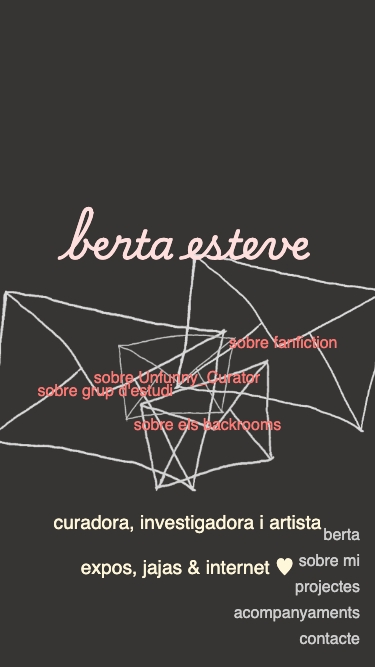 berta esteve
sobre fanfiction
sobre Unfunny_Curator
sobre grup d'estudi
sobre els backrooms
curadora, investigadora i artista
berta
expos, jajas & internet ♥
sobre mi
projectes
acompanyaments
contacte